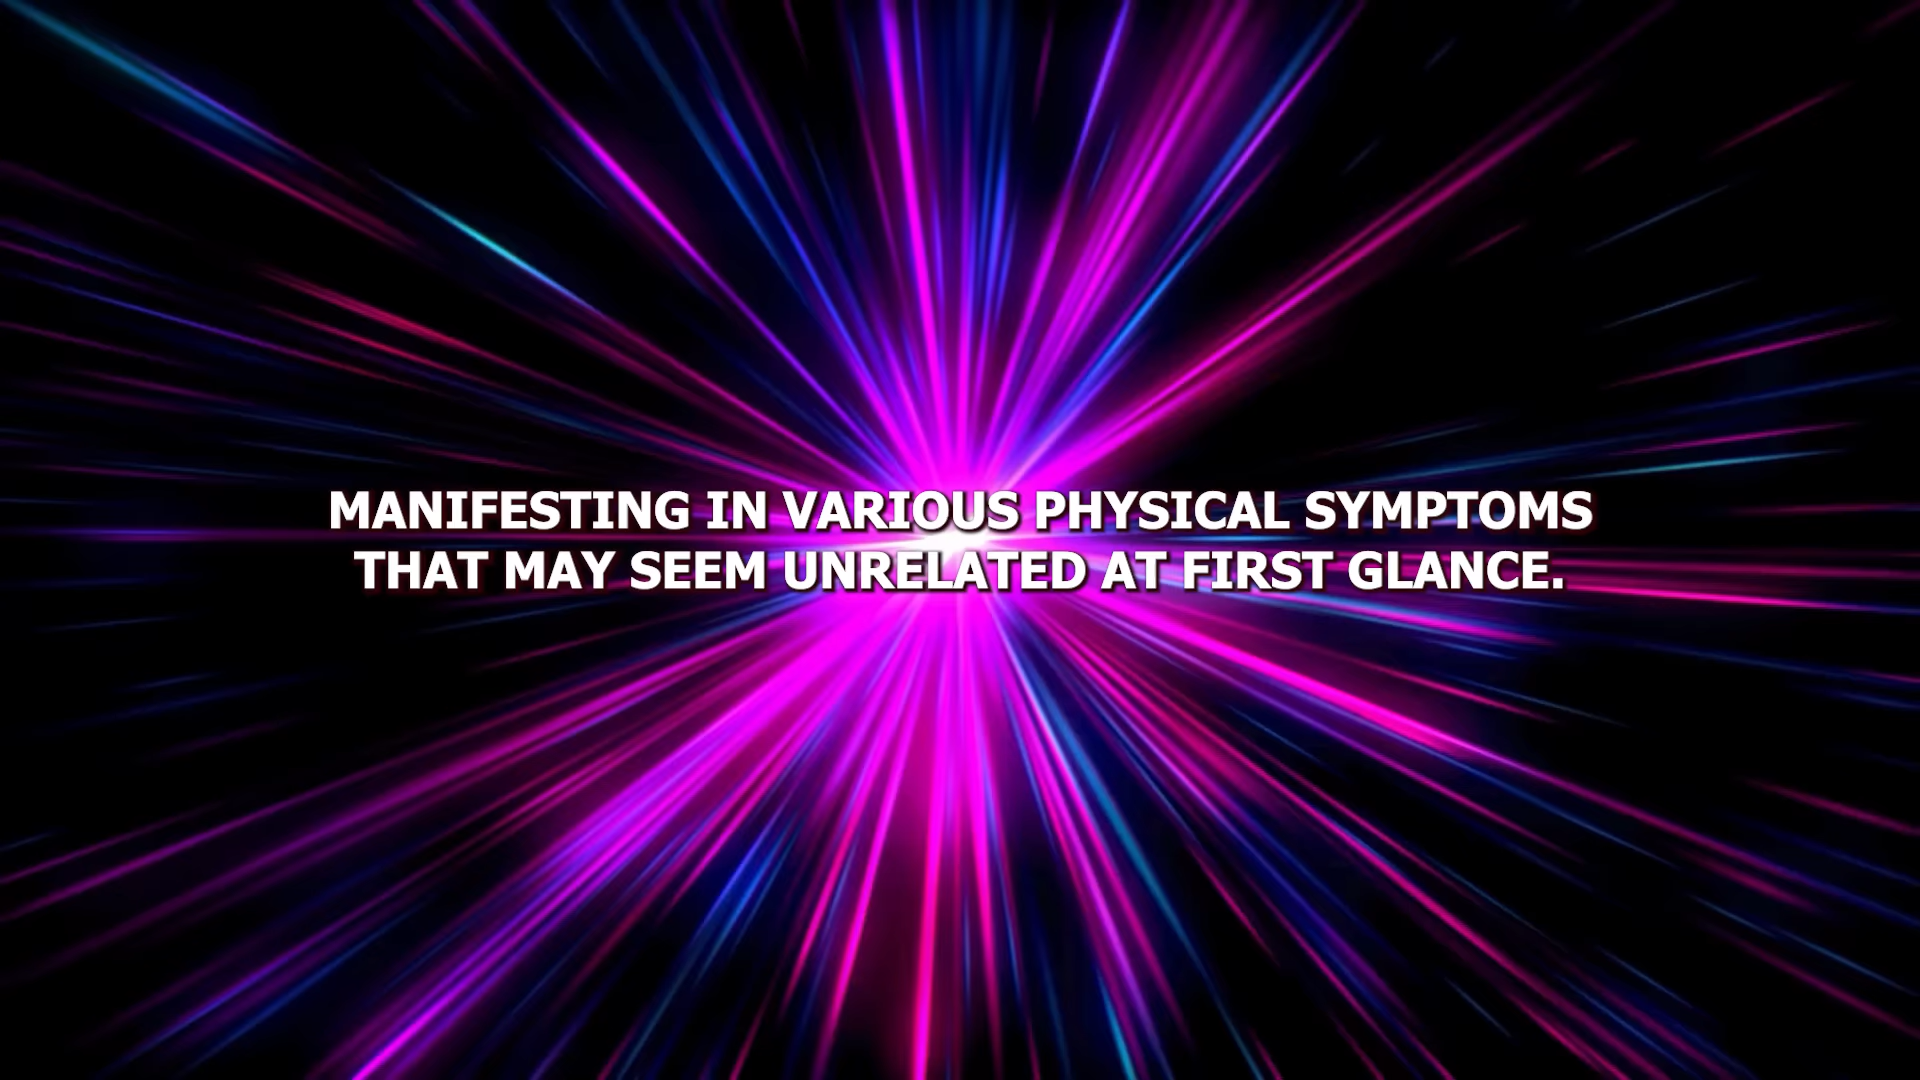 MANIFESTING IN VARIOUS PHYSICAL SYMPTOMS
THAT MAY SEEM UNRELATED AT FIRST GLANCE.